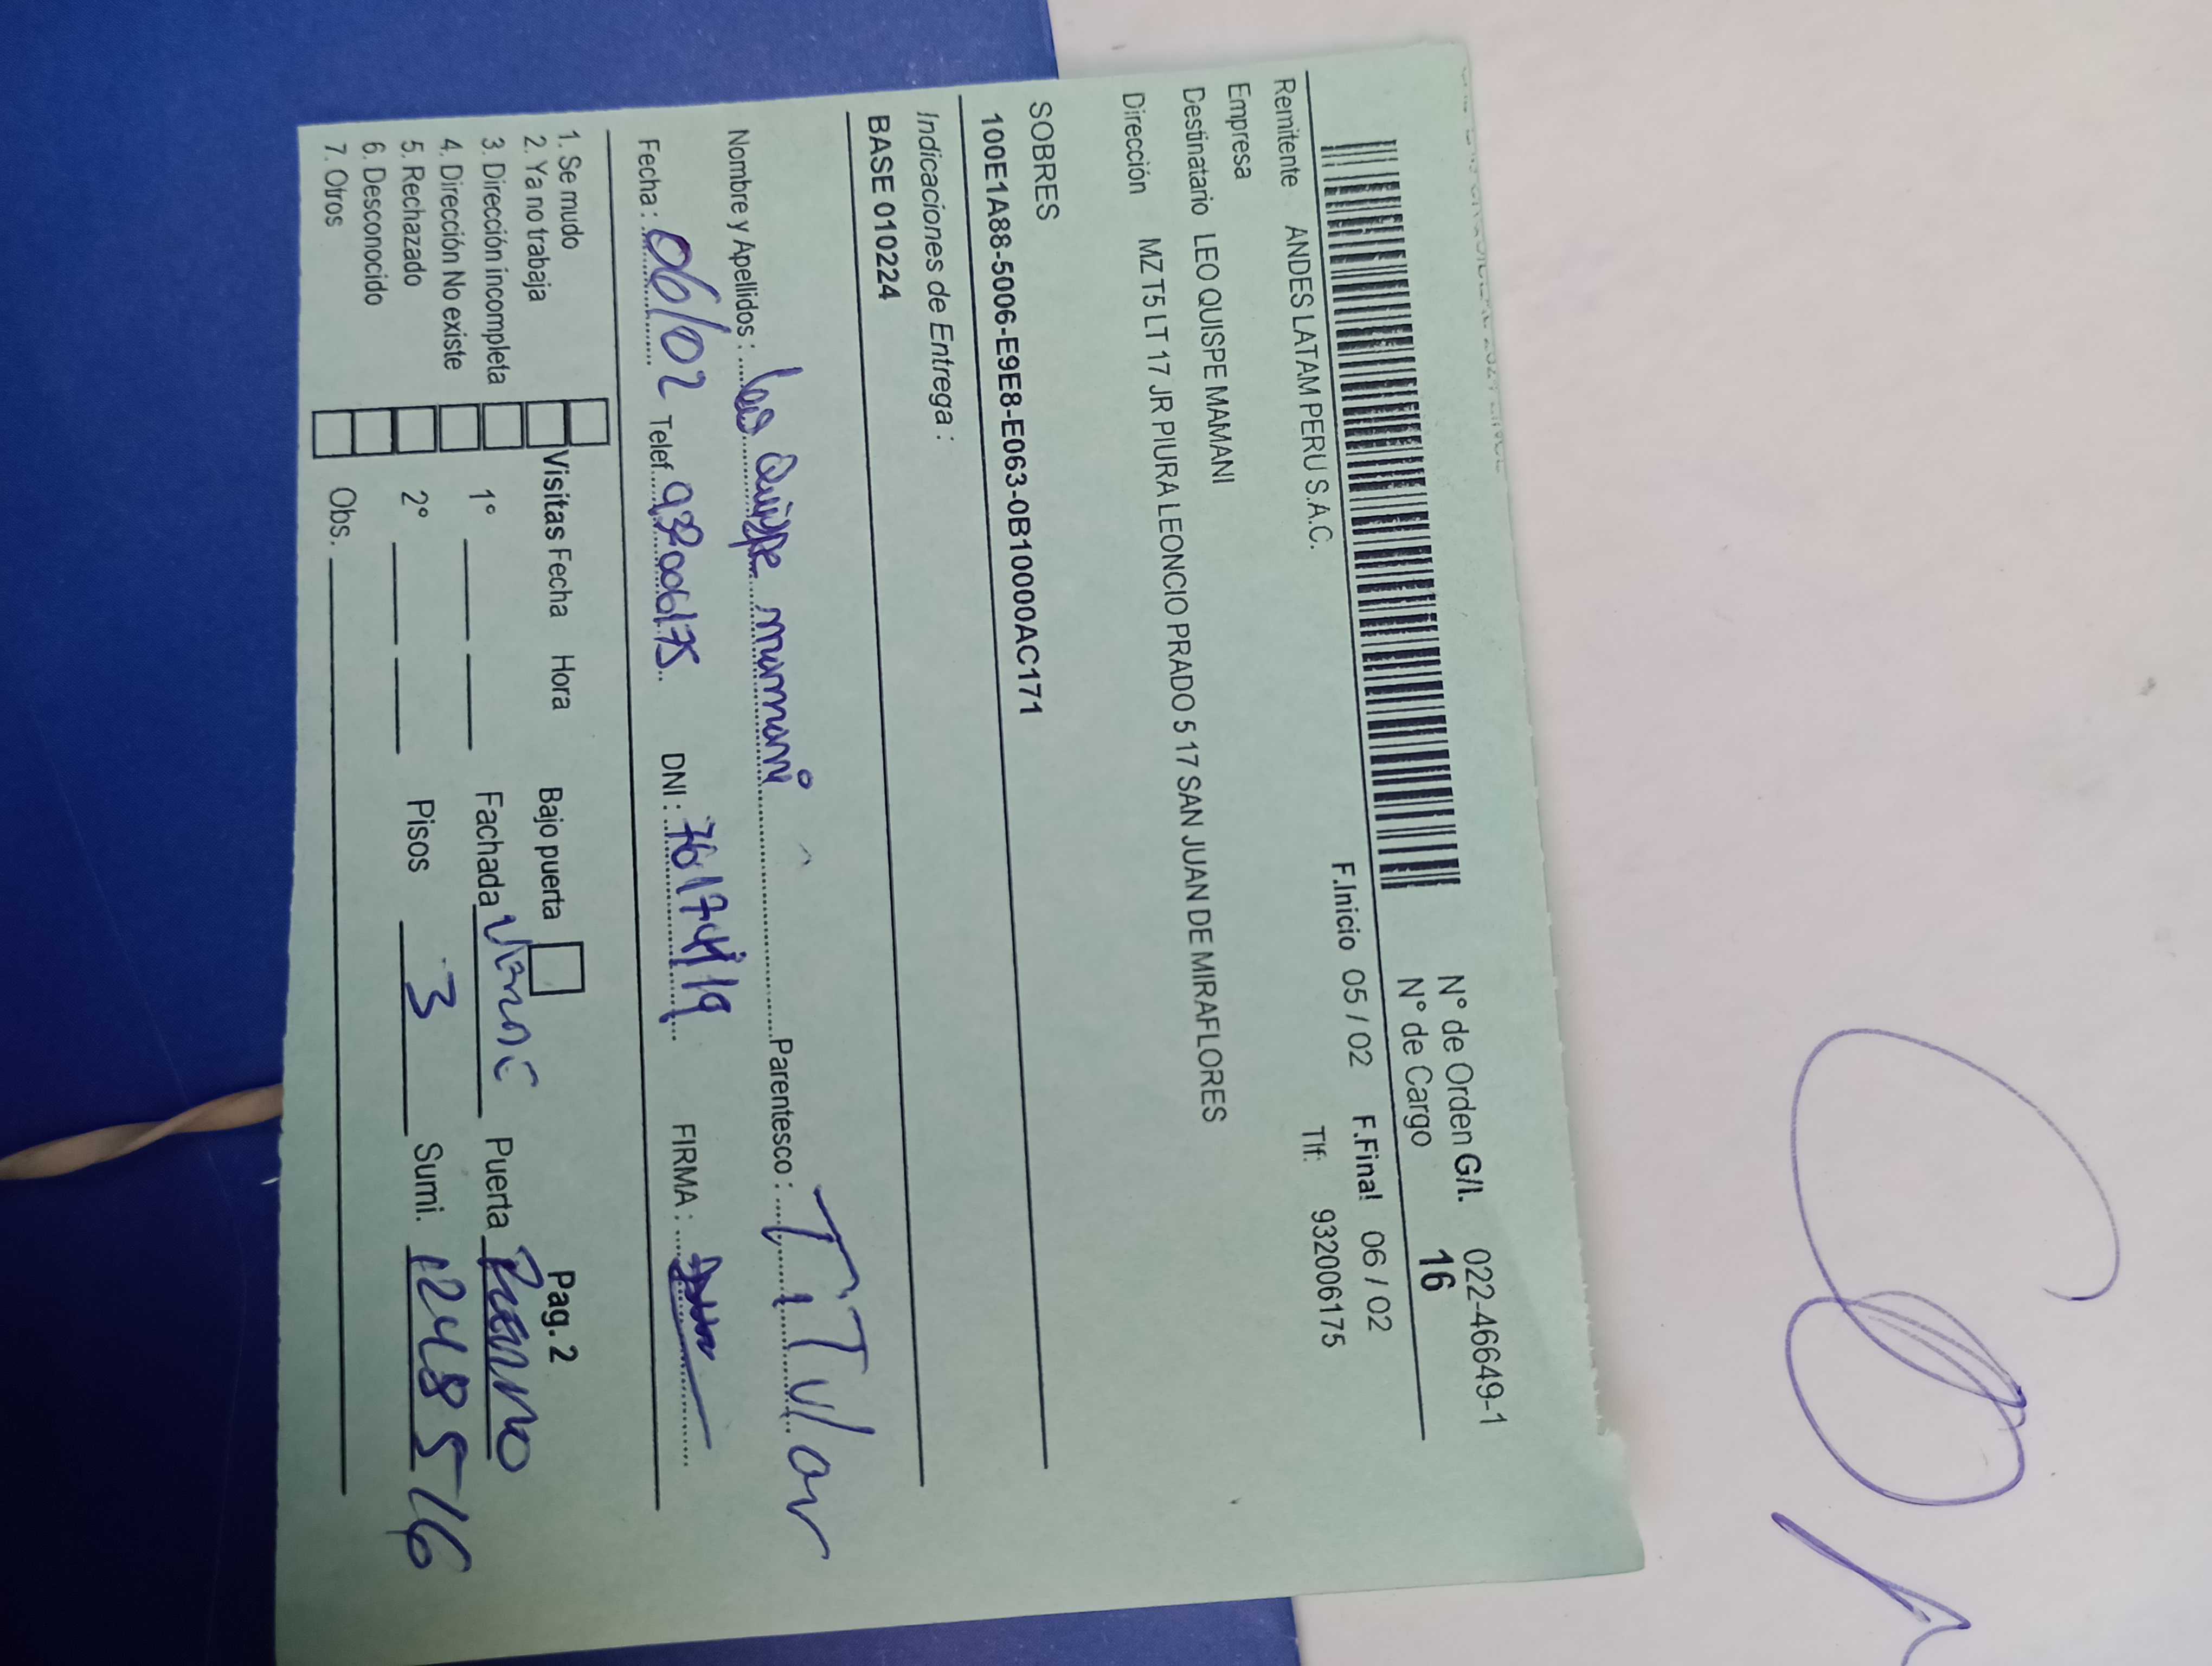 N° de Orden G/I. 022-46649-1
N° de Cargo 16
F.Inicio 05 / 02 F.Final 06 / 02
Remitente ANDES LATAM PERU S.A.C. Tlf: 932006175
Empresa
Destinatario LEO QUISPE MAMANI
Dirección MZ T5 LT 17 JR PIURA LEONCIO PRADO 5 17 SAN JUAN DE MIRAFLORES
SOBRES
100E1A88-5006-E9E8-E063-0B10000AC171
Indicaciones de Entrega :
BASE 010224
Nombre y Apellidos : Leo Quispe mamani Parentesco : TiTular
Fecha : 06/02 Telef. 932006175 DNI : 76174419 FIRMA :
1. Se mudo
2. Ya no trabaja
3. Dirección incompleta
4. Dirección No existe
5. Rechazado
6. Desconocido
7. Otros
Visitas Fecha Hora Bajo puerta Pag. 2
1° Fachada Puerta
2° Pisos 3 Sumi. 1248516
Obs.